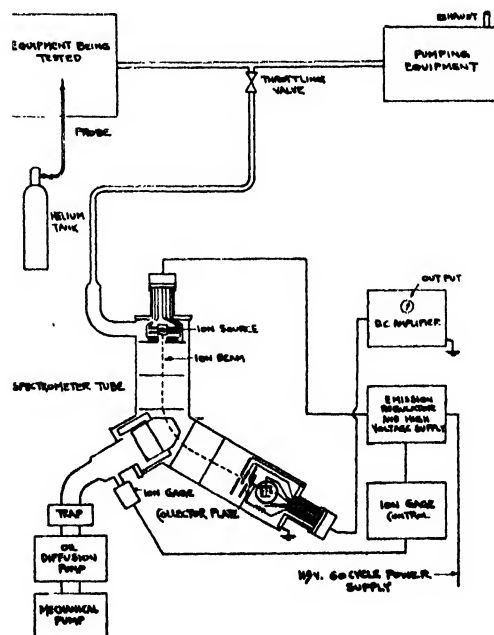 EXHAUST
EQUIPMENT BEING
TESTED
PUMPING
EQUIPMENT
THROTTLING
VALVE
PROBE
HELIUM
TANK
OUTPUT
D.C. AMPLIFIER
ION SOURCE
ION BEAM
SPECTROMETER TUBE
EMISSION
REGULATOR
AND HIGH
VOLTAGE SUPPLY
ION GAGE
COLLECTOR PLATE
ION GAGE
CONTROL
TRAP
OIL
DIFFUSION
PUMP
MECHANICAL
PUMP
115V. 60 CYCLE POWER
SUPPLY